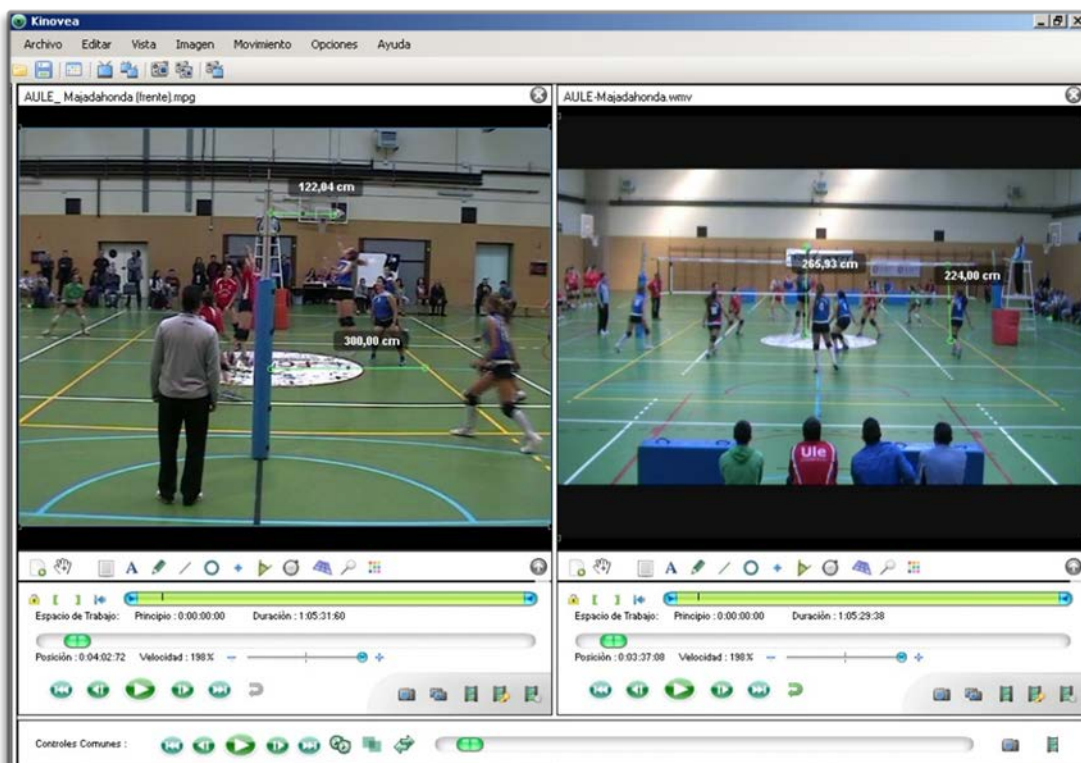 Kinovea
Archivo Editar Vista Imagen Movimiento Opciones Ayuda
AULE_ Majadahonda (frente).mpg
122,04 cm
300,00 cm
Espacio de Trabajo: Principio : 0:00:00:00 Duración : 1:05:31:60
Posición : 0:04:02:72 Velocidad : 198%
AULE-Majadahonda.wmv
265,93 cm
224,00 cm
Ule
Espacio de Trabajo: Principio : 0:00:00:00 Duración : 1:05:29:38
Posición : 0:03:37:08 Velocidad : 198%
Controles Comunes :